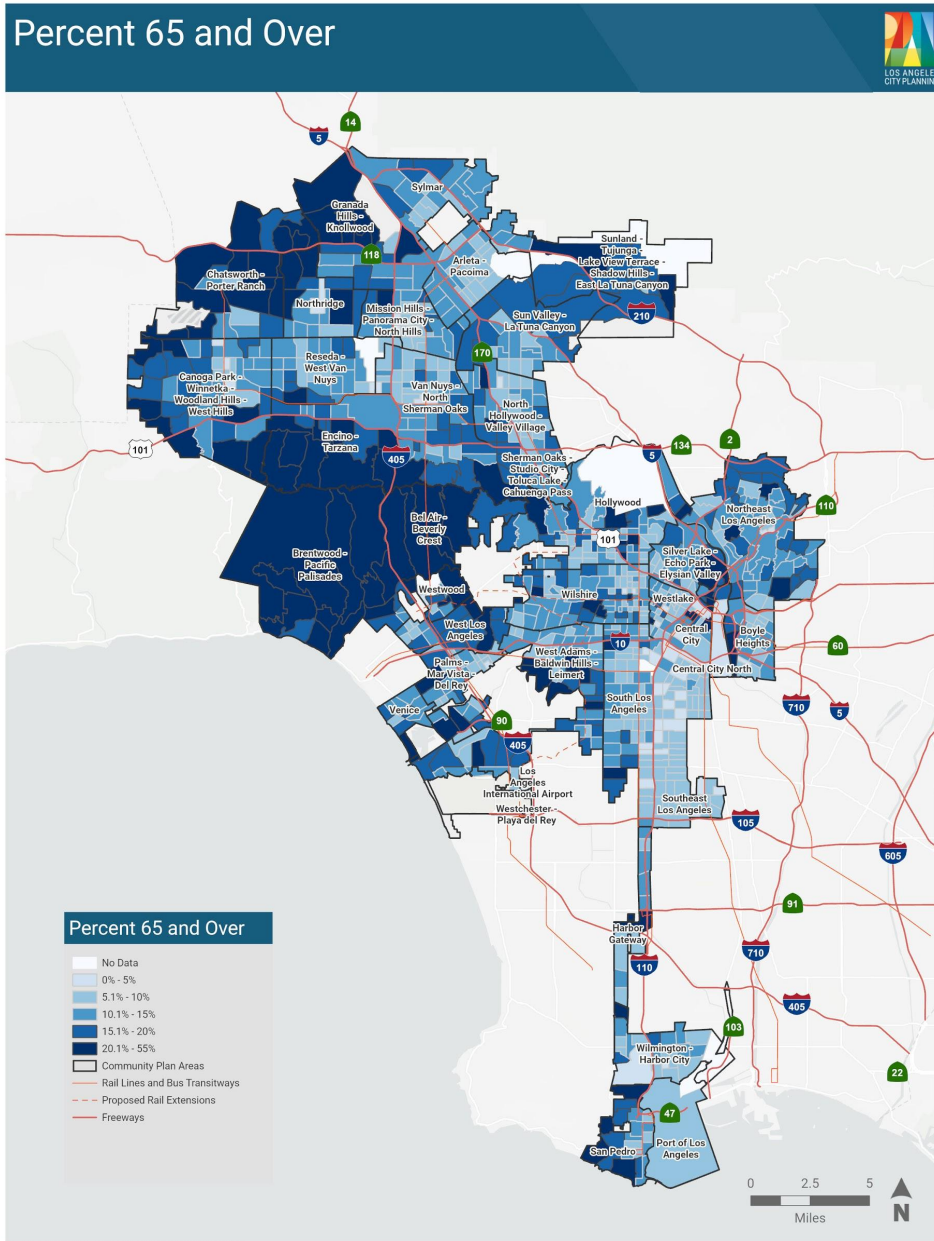 Percent 65 and Over
LOS ANGELES
CITY PLANNING
14
5
Sylmar
Granada
Hills -
Knollwood
118
Arleta -
Pacoima
Sunland -
Tujunga -
Lake View Terrace -
Shadow Hills -
East La Tuna Canyon
Chatsworth -
Porter Ranch
Northridge
Mission Hills -
Panorama City -
North Hills
Sun Valley -
La Tuna Canyon
210
170
Reseda -
West Van
Nuys
Canoga Park -
Winnetka -
Woodland Hills -
West Hills
Van Nuys -
North
Sherman Oaks
North
Hollywood -
Valley Village
101
Encino -
Tarzana
405
5
134
2
Sherman Oaks -
Studio City -
Toluca Lake -
Cahuenga Pass
Hollywood
110
Northeast
Los Angeles
Bel Air -
Beverly
Crest
101
Brentwood -
Pacific
Palisades
Silver Lake -
Echo Park -
Elysian Valley
Westwood
Wilshire
Westlake
West Los
Angeles
Central
City
Boyle
Heights
10
60
West Adams -
Baldwin Hills -
Leimert
Central City North
Palms -
Mar Vista -
Del Rey
South Los
Angeles
710
5
Venice
90
405
Los
Angeles
International Airport
Westchester -
Playa del Rey
Southeast
Los Angeles
105
605
91
Harbor
Gateway
110
710
405
103
Wilmington -
Harbor City
22
47
Port of Los
Angeles
San Pedro
Percent 65 and Over
No Data
0% - 5%
5.1% - 10%
10.1% - 15%
15.1% - 20%
20.1% - 55%
Community Plan Areas
Rail Lines and Bus Transitways
Proposed Rail Extensions
Freeways
0 2.5 5
Miles
N